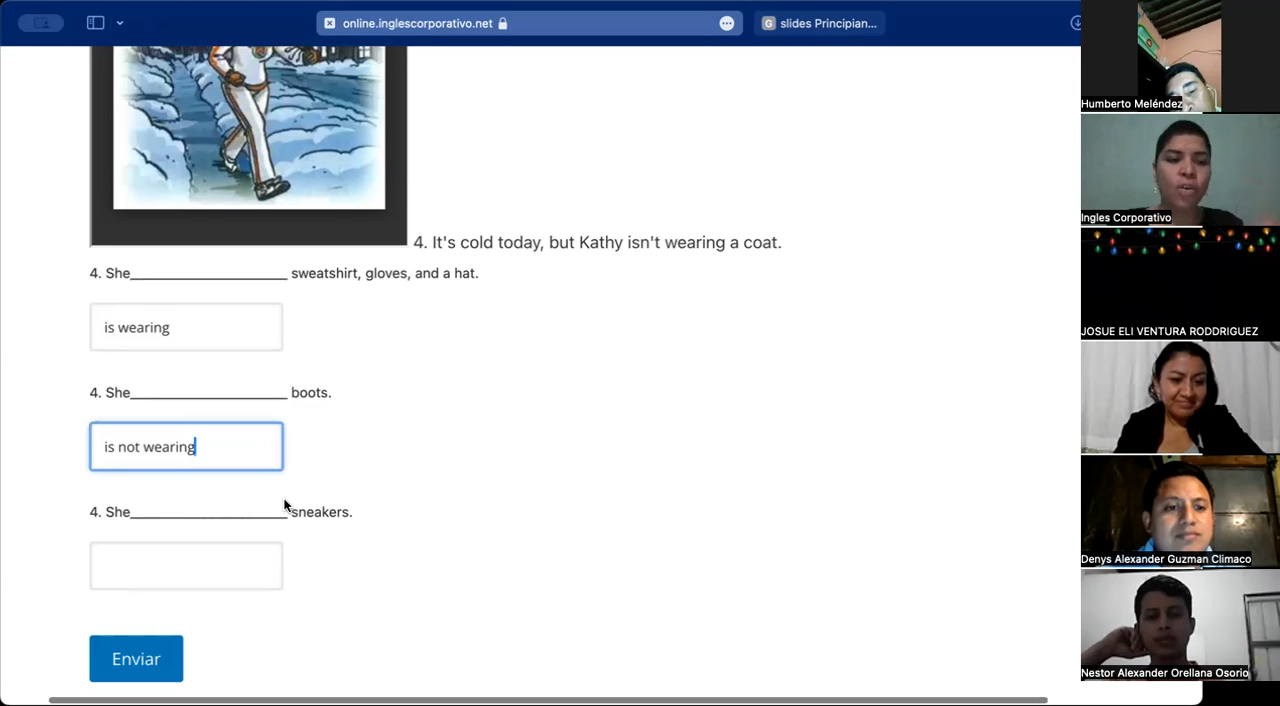 online.inglescorporativo.net
slides Principian...
4. It's cold today, but Kathy isn't wearing a coat.
4. She____________________ sweatshirt, gloves, and a hat.
is wearing
4. She____________________ boots.
is not wearing
4. She____________________ sneakers.
Enviar
Humberto Meléndez
Ingles Corporativo
JOSUE ELI VENTURA RODDRIGUEZ
Denys Alexander Guzman Climaco
Nestor Alexander Orellana Osorio